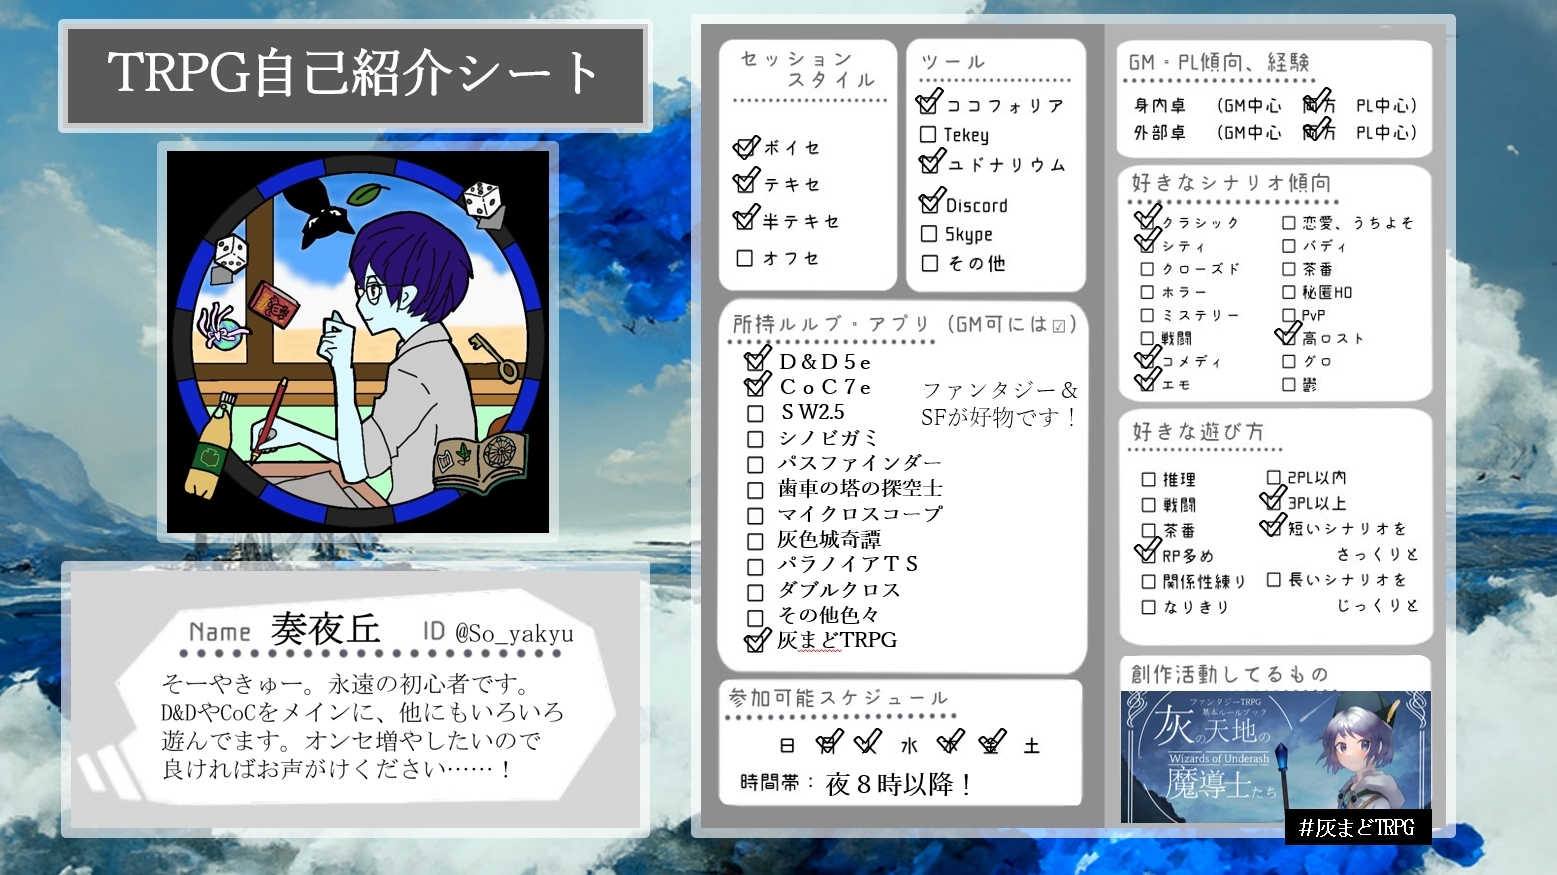 TRPG自己紹介シート
Name 奏夜丘 ID @So_yakyu
そーやきゅー。永遠の初心者です。
D&DやCoCをメインに、他にもいろいろ
遊んでます。オンセ増やしたいので
良ければお声がけください……！
セッション
スタイル
ボイセ
テキセ
半テキセ
オフセ
ツール
ココフォリア
Tekey
ユドナリウム
Discord
Skype
その他
所持ルルブ・アプリ (GM可には☑)
D＆D５e
CoC７e
ファンタジー＆
SFが好物です！
SW2.5
シノビガミ
パスファインダー
歯車の塔の探空士
マイクロスコープ
灰色城奇譚
パラノイアＴＳ
ダブルクロス
その他色々
灰まどTRPG
参加可能スケジュール
日 月 火 水 木 金 土
時間帯：夜８時以降！
GM・PL傾向、経験
身内卓 (GM中心 両方 PL中心)
外部卓 (GM中心 両方 PL中心)
好きなシナリオ傾向
クラシック
シティ
クローズド
ホラー
ミステリー
戦闘
コメディ
エモ
恋愛、うちよそ
バディ
茶番
秘匿HO
PvP
高ロスト
グロ
鬱
好きな遊び方
推理
戦闘
茶番
RP多め
関係性練り
なりきり
2PL以内
3PL以上
短いシナリオを
さっくりと
長いシナリオを
じっくりと
創作活動してるもの
ファンタジーTRPG
基本ルールブック
灰の天地の
Wizards of Underash
魔導士たち
＃灰まどTRPG